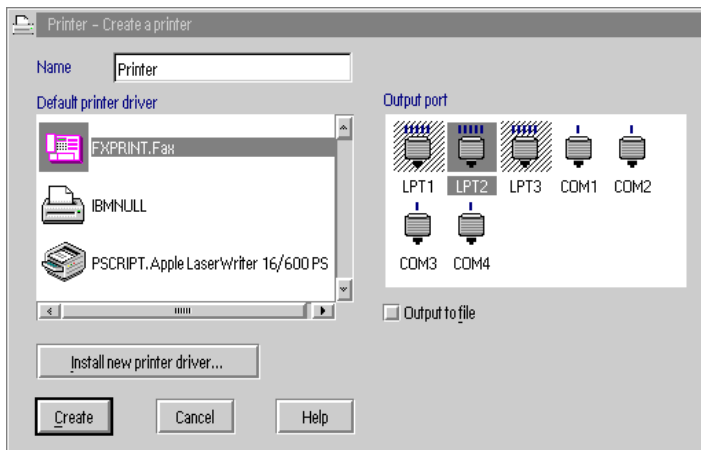 Printer – Create a printer
Name
Printer
Default printer driver
FXPRINT.Fax
IBMNULL
PSCRIPT.Apple LaserWriter 16/600 PS
Output port
LPT1 LPT2 LPT3 COM1 COM2
COM3 COM4
Output to file
Install new printer driver...
Create Cancel Help